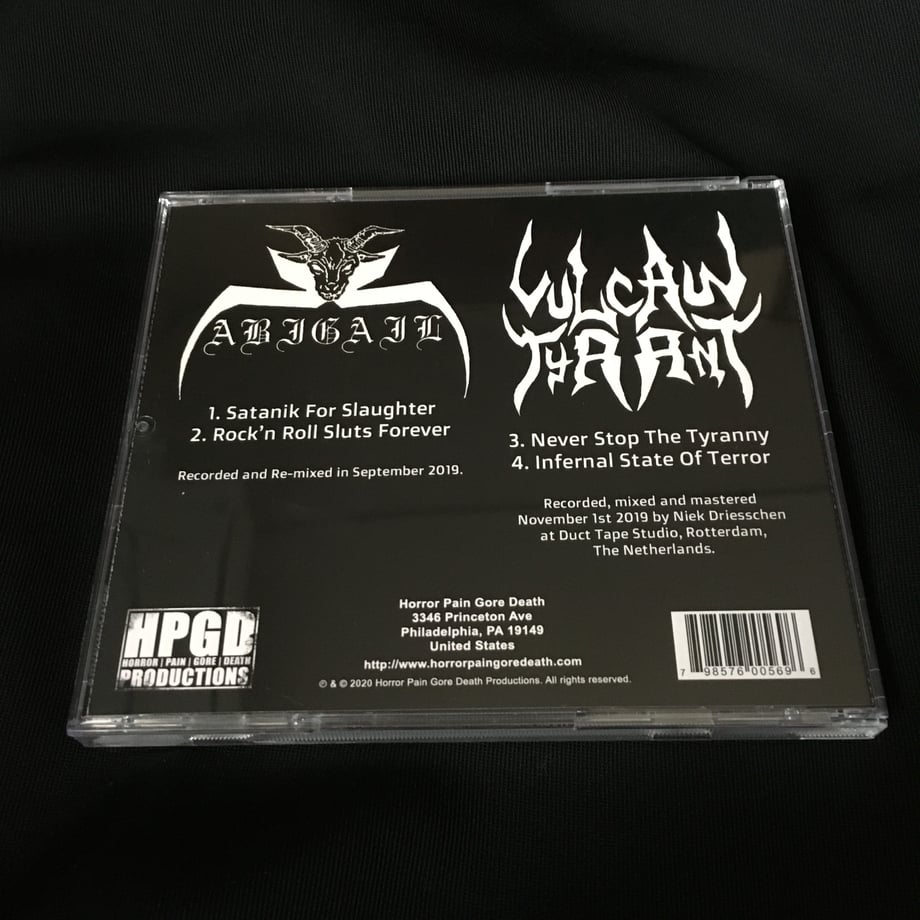 ABIGAIL
1. Satanik For Slaughter
2. Rock'n Roll Sluts Forever
Recorded and Re-mixed in September 2019.
VULCAN
TYRANT
3. Never Stop The Tyranny
4. Infernal State Of Terror
Recorded, mixed and mastered
November 1st 2019 by Niek Driesschen
at Duct Tape Studio, Rotterdam,
The Netherlands.
HPGD
HORROR | PAIN | GORE | DEATH
PRODUCTIONS
Horror Pain Gore Death
3346 Princeton Ave
Philadelphia, PA 19149
United States
http://www.horrorpaingoredeath.com
℗ & © 2020 Horror Pain Gore Death Productions. All rights reserved.
7 98576 00569 6